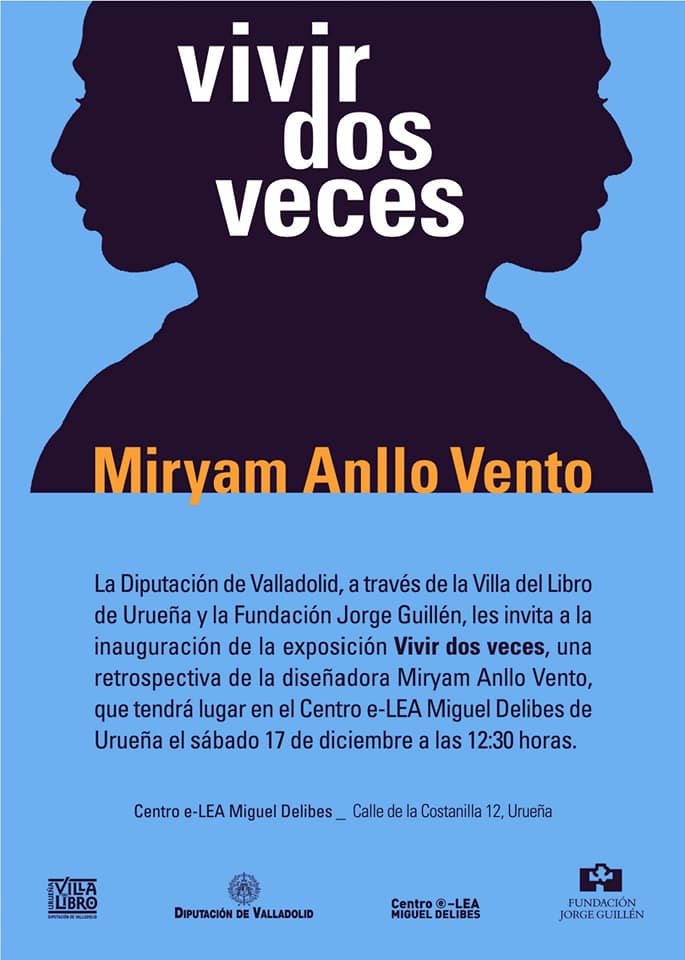 vivir
dos
veces
Miryam Anllo Vento
La Diputación de Valladolid, a través de la Villa del Libro
de Urueña y la Fundación Jorge Guillén, les invita a la
inauguración de la exposición Vivir dos veces, una
retrospectiva de la diseñadora Miryam Anllo Vento,
que tendrá lugar en el Centro e-LEA Miguel Delibes de
Urueña el sábado 17 de diciembre a las 12:30 horas.
Centro e-LEA Miguel Delibes _ Calle de la Costanilla 12, Urueña
URUEÑA
VILLA
DEL
LIBRO
DIPUTACIÓN DE VALLADOLID
DIPUTACIÓN DE VALLADOLID
Centro e-LEA
MIGUEL DELIBES
FUNDACIÓN
JORGE GUILLÉN